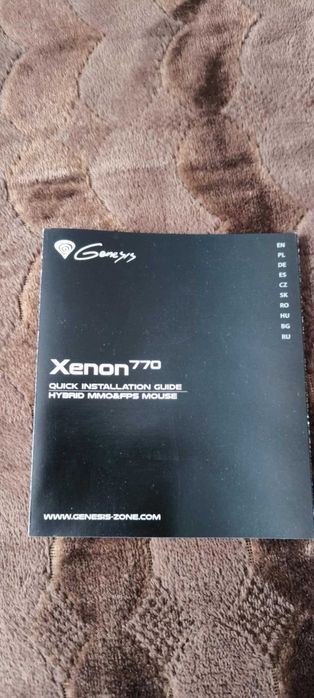 Genesis
EN
PL
DE
ES
CZ
SK
RO
HU
BG
RU
Xenon770
QUICK INSTALLATION GUIDE
HYBRID MMO&FPS MOUSE
WWW.GENESIS-ZONE.COM